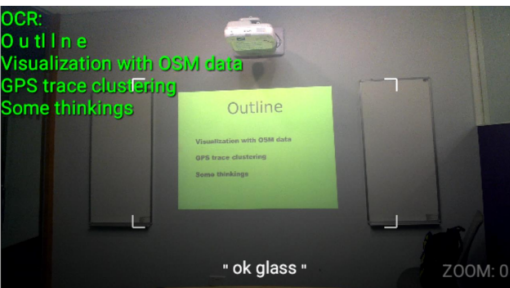 OCR:
O u t l I n e
Visualization with OSM data
GPS trace clustering
Some thinkings
Outline
Visualization with OSM data
GPS trace clustering
Some thinkings
" ok glass "
ZOOM: 0